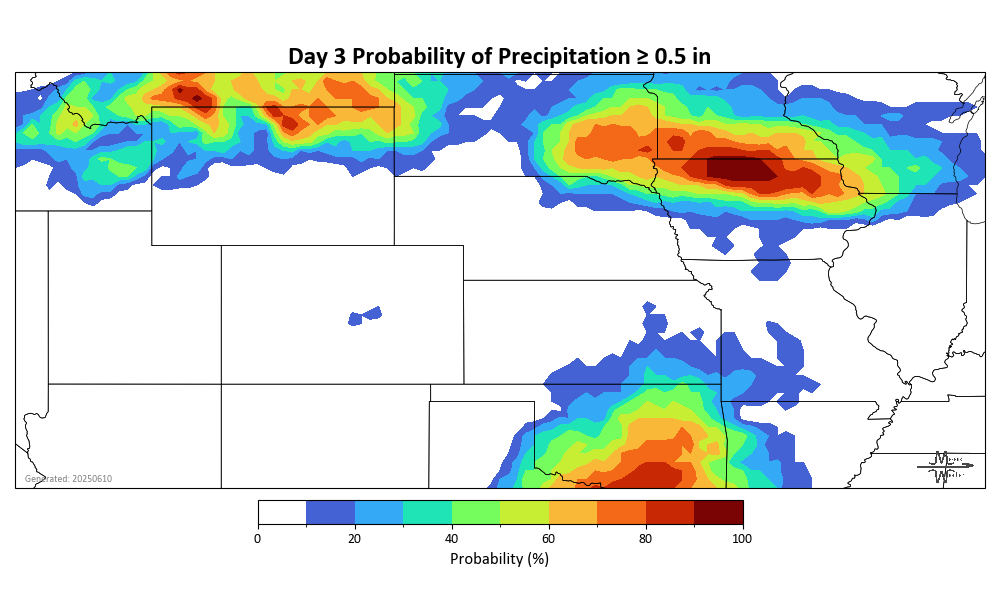 Day 3 Probability of Precipitation ≥ 0.5 in
Generated: 20250610
0 20 40 60 80 100
Probability (%)